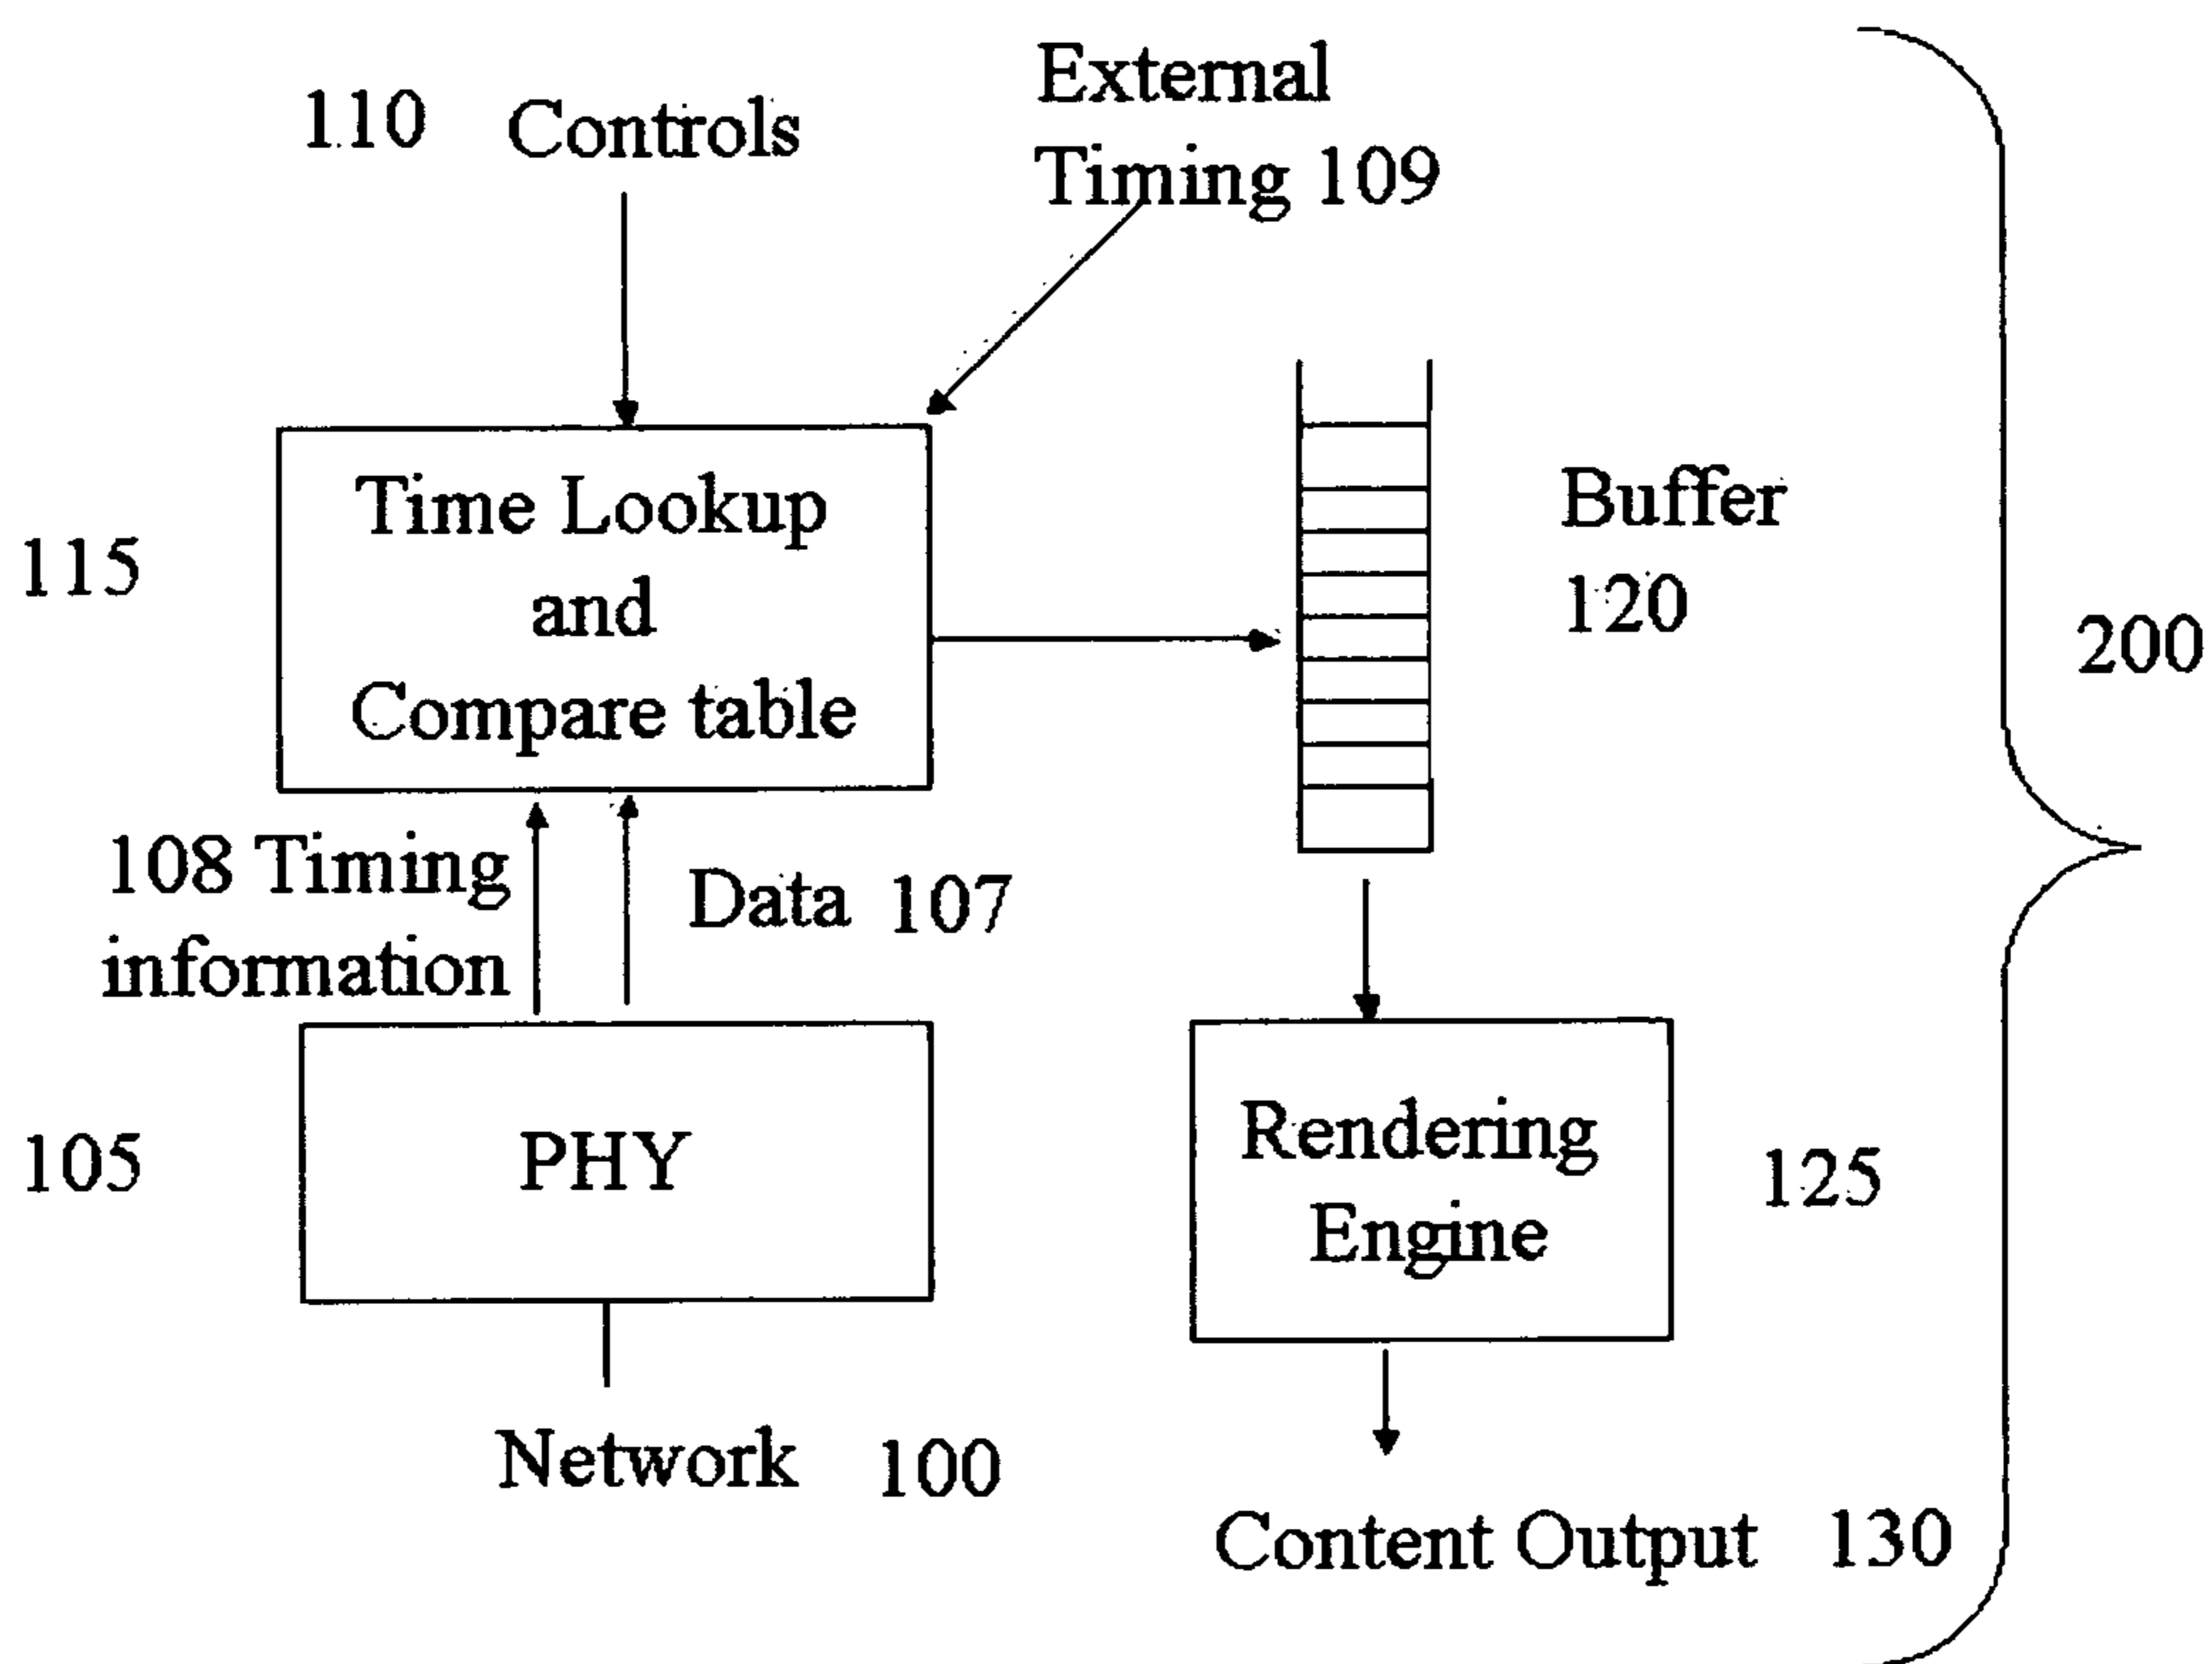 110 Controls
External
Timing 109
Time Lookup
and
Compare table
115
Buffer
120
200
108 Timing
information
Data 107
PHY
105
Rendering
Engine
125
Network 100
Content Output 130